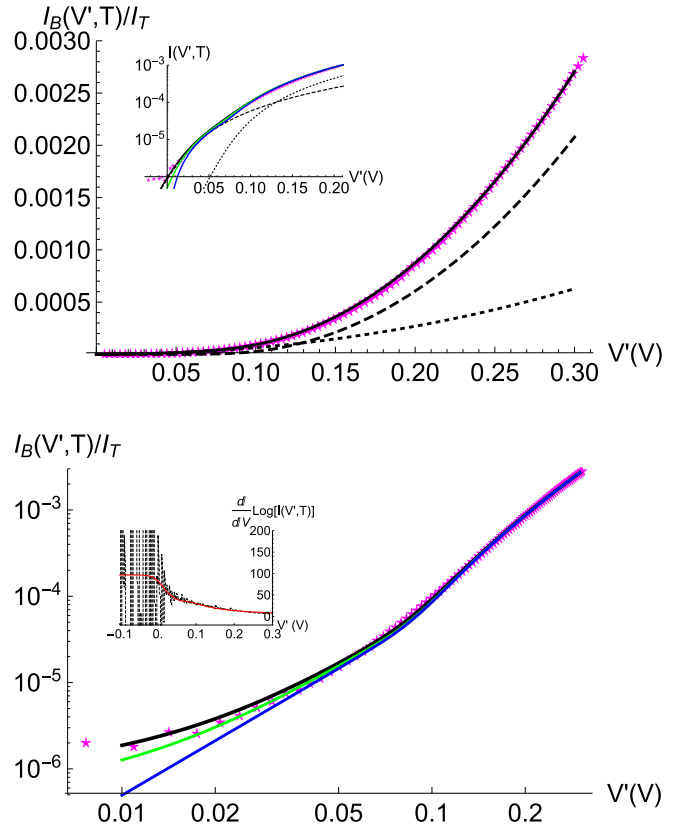 I_B(V',T)/I_T
0.0030
0.0025
0.0020
0.0015
0.0010
0.0005
0.05 0.10 0.15 0.20 0.25 0.30
V'(V)
I(V',T)
10^-3
10^-4
10^-5
0.05 0.10 0.15 0.20
V'(V)
I_B(V',T)/I_T
10^-3
10^-4
10^-5
10^-6
0.01 0.02 0.05 0.1 0.2
V'(V)
d/dV Log[I(V',T)]
200
150
100
50
0
-0.1 0. 0.1 0.2 0.3
V' (V)